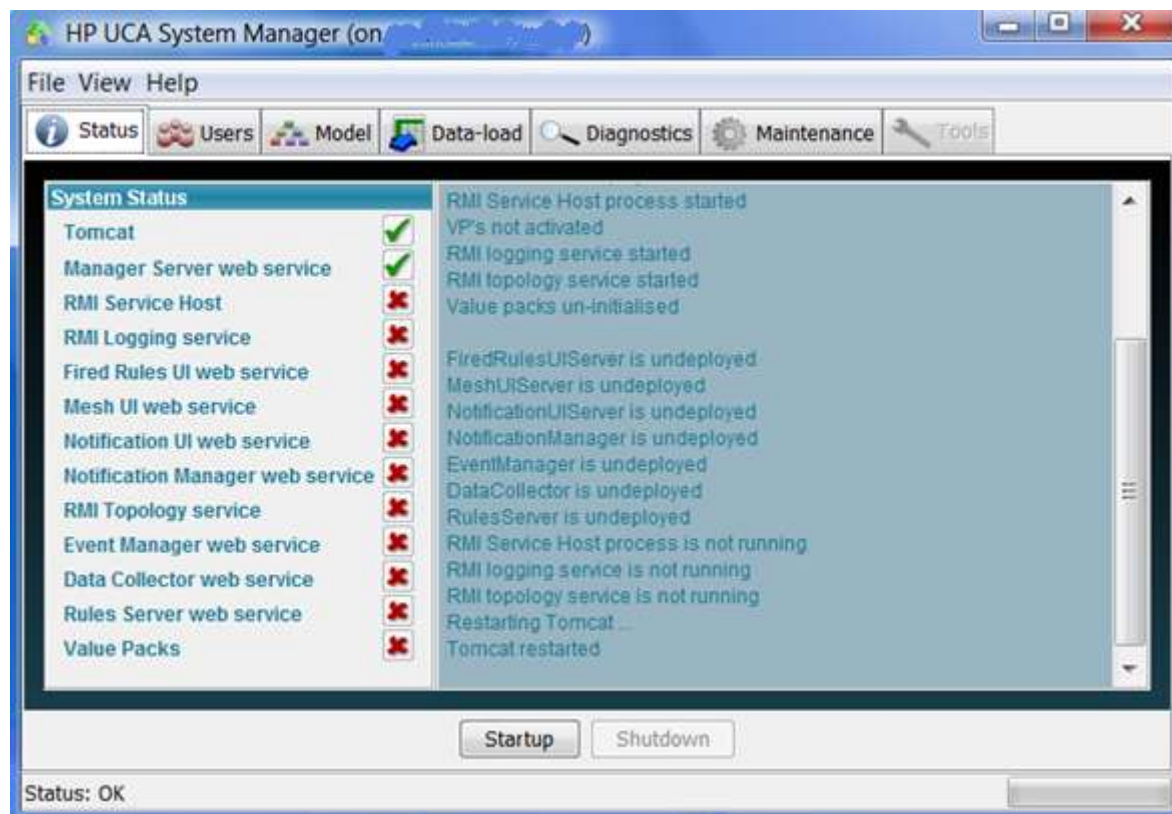 HP UCA System Manager (on )
File View Help
Status Users Model Data-load Diagnostics Maintenance Tools
System Status
Tomcat
Manager Server web service
RMI Service Host
RMI Logging service
Fired Rules UI web service
Mesh UI web service
Notification UI web service
Notification Manager web service
RMI Topology service
Event Manager web service
Data Collector web service
Rules Server web service
Value Packs
RMI Service Host process started
VP's not activated
RMI logging service started
RMI topology service started
Value packs un-initialised
FiredRulesUIServer is undeployed
MeshUIServer is undeployed
NotificationUIServer is undeployed
NotificationManager is undeployed
EventManager is undeployed
DataCollector is undeployed
RulesServer is undeployed
RMI Service Host process is not running
RMI logging service is not running
RMI topology service is not running
Restarting Tomcat ...
Tomcat restarted
Startup Shutdown
Status: OK